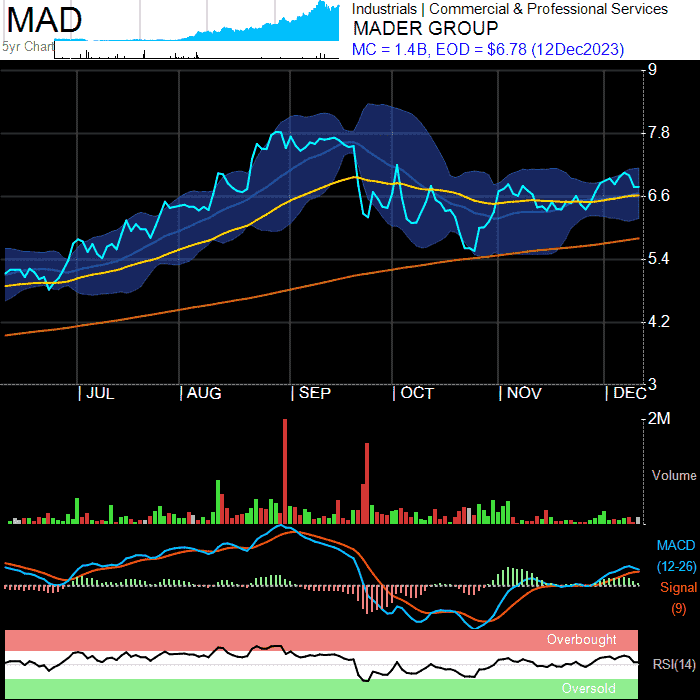 MAD
5yr Chart
Industrials | Commercial & Professional Services
MADER GROUP
MC = 1.4B, EOD = $6.78 (12Dec2023)
9
7.8
6.6
5.4
4.2
3
| JUL | AUG | SEP | OCT | NOV | DEC
2M
Volume
MACD
(12-26)
Signal
(9)
Overbought
RSI(14)
Oversold